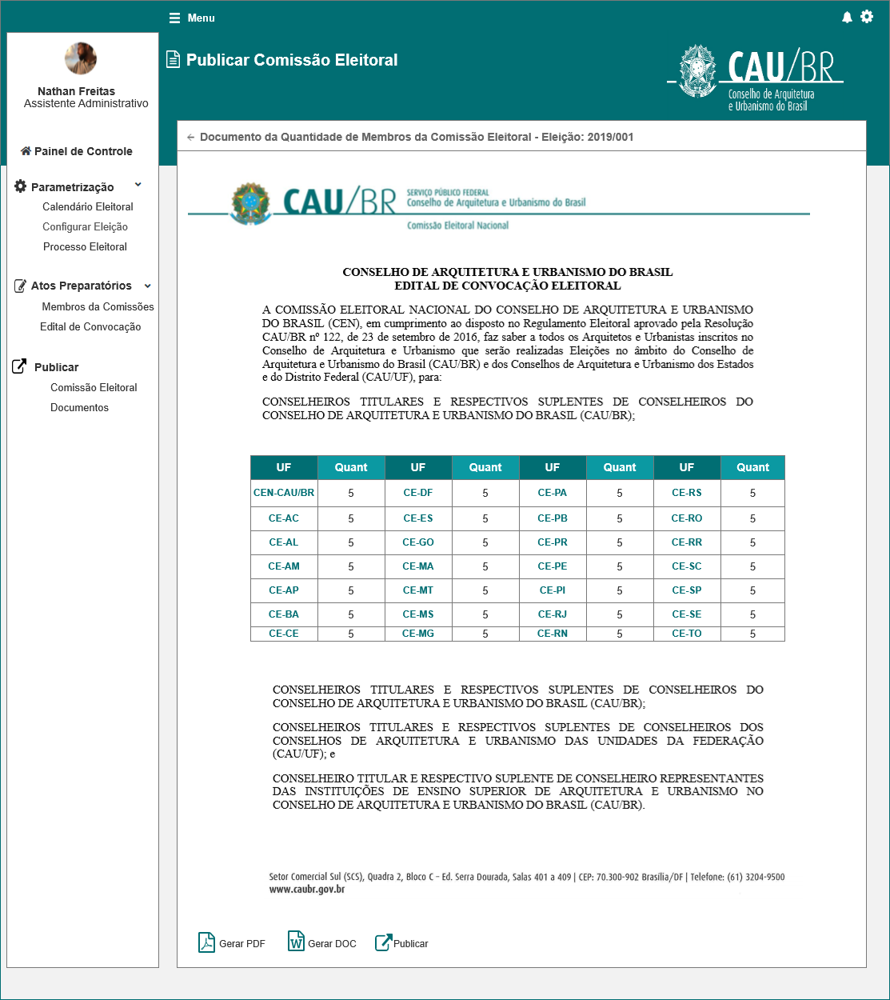 Menu
Publicar Comissão Eleitoral
CAU/BR
Conselho de Arquitetura
e Urbanismo do Brasil
Nathan Freitas
Assistente Administrativo
Painel de Controle
Parametrização
Calendário Eleitoral
Configurar Eleição
Processo Eleitoral
Atos Preparatórios
Membros da Comissões
Edital de Convocação
Publicar
Comissão Eleitoral
Documentos
Documento da Quantidade de Membros da Comissão Eleitoral - Eleição: 2019/001
CAU/BR
SERVIÇO PÚBLICO FEDERAL
Conselho de Arquitetura e Urbanismo do Brasil
Comissão Eleitoral Nacional
CONSELHO DE ARQUITETURA E URBANISMO DO BRASIL
EDITAL DE CONVOCAÇÃO ELEITORAL
A COMISSÃO ELEITORAL NACIONAL DO CONSELHO DE ARQUITETURA E URBANISMO
DO BRASIL (CEN), em cumprimento ao disposto no Regulamento Eleitoral aprovado pela Resolução
CAU/BR nº 122, de 23 de setembro de 2016, faz saber a todos os Arquitetos e Urbanistas inscritos no
Conselho de Arquitetura e Urbanismo que serão realizadas Eleições no âmbito do Conselho de
Arquitetura e Urbanismo do Brasil (CAU/BR) e dos Conselhos de Arquitetura e Urbanismo dos Estados
e do Distrito Federal (CAU/UF), para:
CONSELHEIROS TITULARES E RESPECTIVOS SUPLENTES DE CONSELHEIROS DO
CONSELHO DE ARQUITETURA E URBANISMO DO BRASIL (CAU/BR);
UF Quant UF Quant UF Quant UF Quant
CEN-CAU/BR 5 CE-DF 5 CE-PA 5 CE-RS 5
CE-AC 5 CE-ES 5 CE-PB 5 CE-RO 5
CE-AL 5 CE-GO 5 CE-PR 5 CE-RR 5
CE-AM 5 CE-MA 5 CE-PE 5 CE-SC 5
CE-AP 5 CE-MT 5 CE-PI 5 CE-SP 5
CE-BA 5 CE-MS 5 CE-RJ 5 CE-SE 5
CE-CE 5 CE-MG 5 CE-RN 5 CE-TO 5
CONSELHEIROS TITULARES E RESPECTIVOS SUPLENTES DE CONSELHEIROS DO
CONSELHO DE ARQUITETURA E URBANISMO DO BRASIL (CAU/BR);
CONSELHEIROS TITULARES E RESPECTIVOS SUPLENTES DE CONSELHEIROS DOS
CONSELHOS DE ARQUITETURA E URBANISMO DAS UNIDADES DA FEDERAÇÃO
(CAU/UF); e
CONSELHEIRO TITULAR E RESPECTIVO SUPLENTE DE CONSELHEIRO REPRESENTANTES
DAS INSTITUIÇÕES DE ENSINO SUPERIOR DE ARQUITETURA E URBANISMO NO
CONSELHO DE ARQUITETURA E URBANISMO DO BRASIL (CAU/BR).
Setor Comercial Sul (SCS), Quadra 2, Bloco C – Ed. Serra Dourada, Salas 401 a 409 | CEP: 70.300-902 Brasília/DF | Telefone: (61) 3204-9500
www.caubr.gov.br
Gerar PDF
W Gerar DOC
Publicar